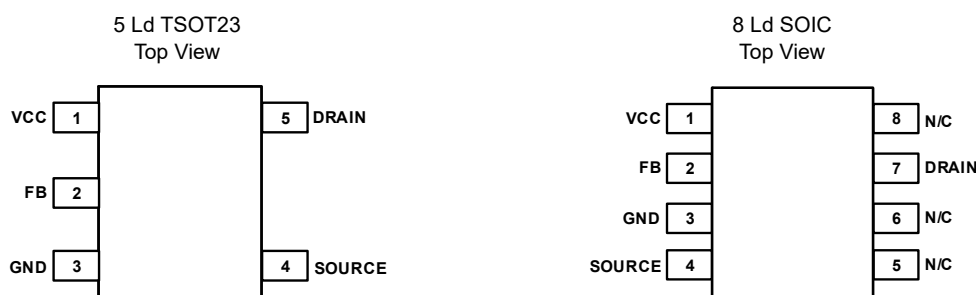 5 Ld TSOT23
Top View
VCC 1 5 DRAIN
FB 2
GND 3 4 SOURCE
8 Ld SOIC
Top View
VCC 1 8 N/C
FB 2 7 DRAIN
GND 3 6 N/C
SOURCE 4 5 N/C